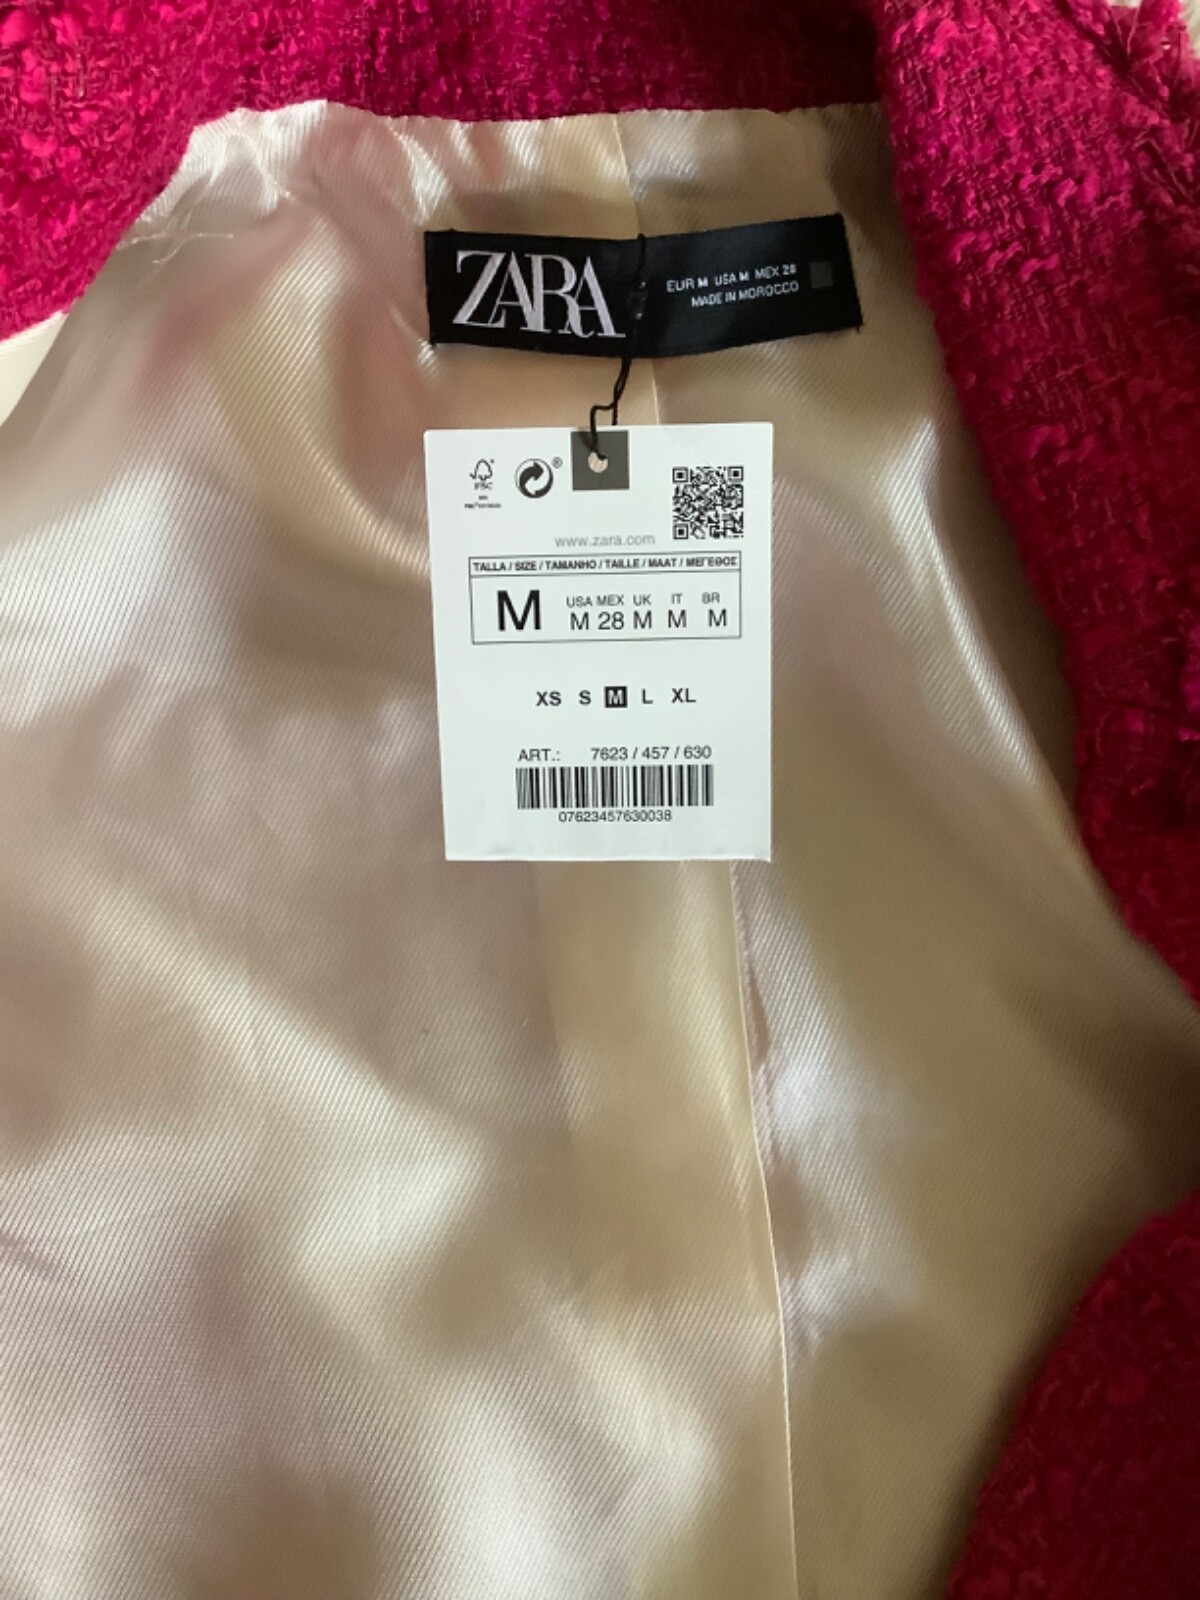 ZARA
EUR M USA M MEX 28
MADE IN MOROCCO
FSC
®
www.zara.com
TALLA / SIZE / TAMANHO / TAILLE / MAAT / ΜΕΓΕΘΟΣ
M
USA MEX UK IT BR
M 28 M M M
XS S M L XL
ART.: 7623 / 457 / 630
07623457630038